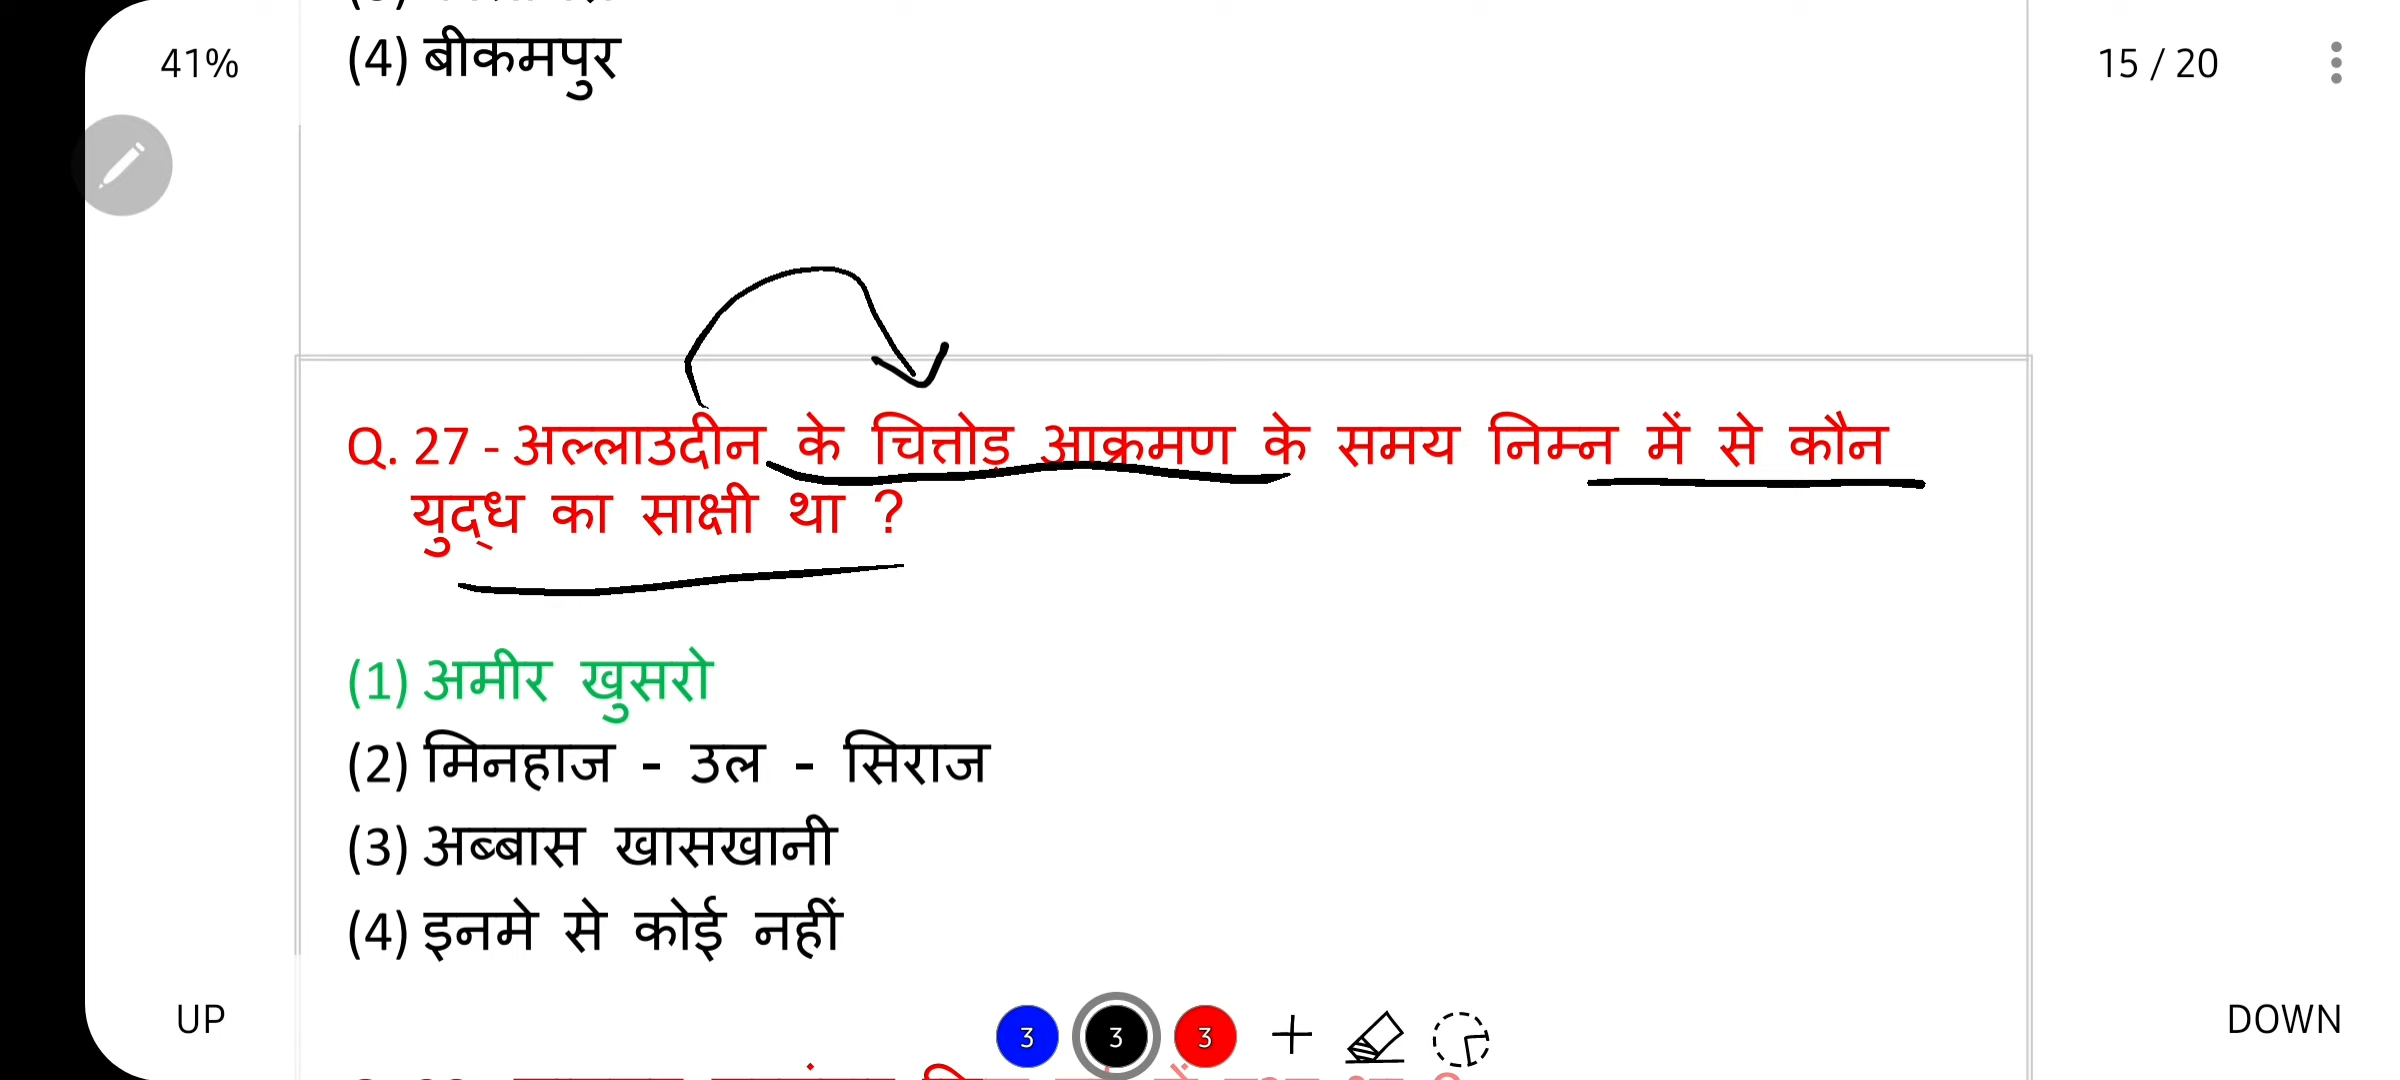 41%
(4) बीकमपुर
15 / 20
Q. 27 - अल्लाउदीन के चित्तोड़ आक्रमण के समय निम्न में से कौन
युद्ध का साक्षी था ?
(1) अमीर खुसरो
(2) मिनहाज - उल - सिराज
(3) अब्बास खासखानी
(4) इनमे से कोई नहीं
UP
3 3 3
DOWN